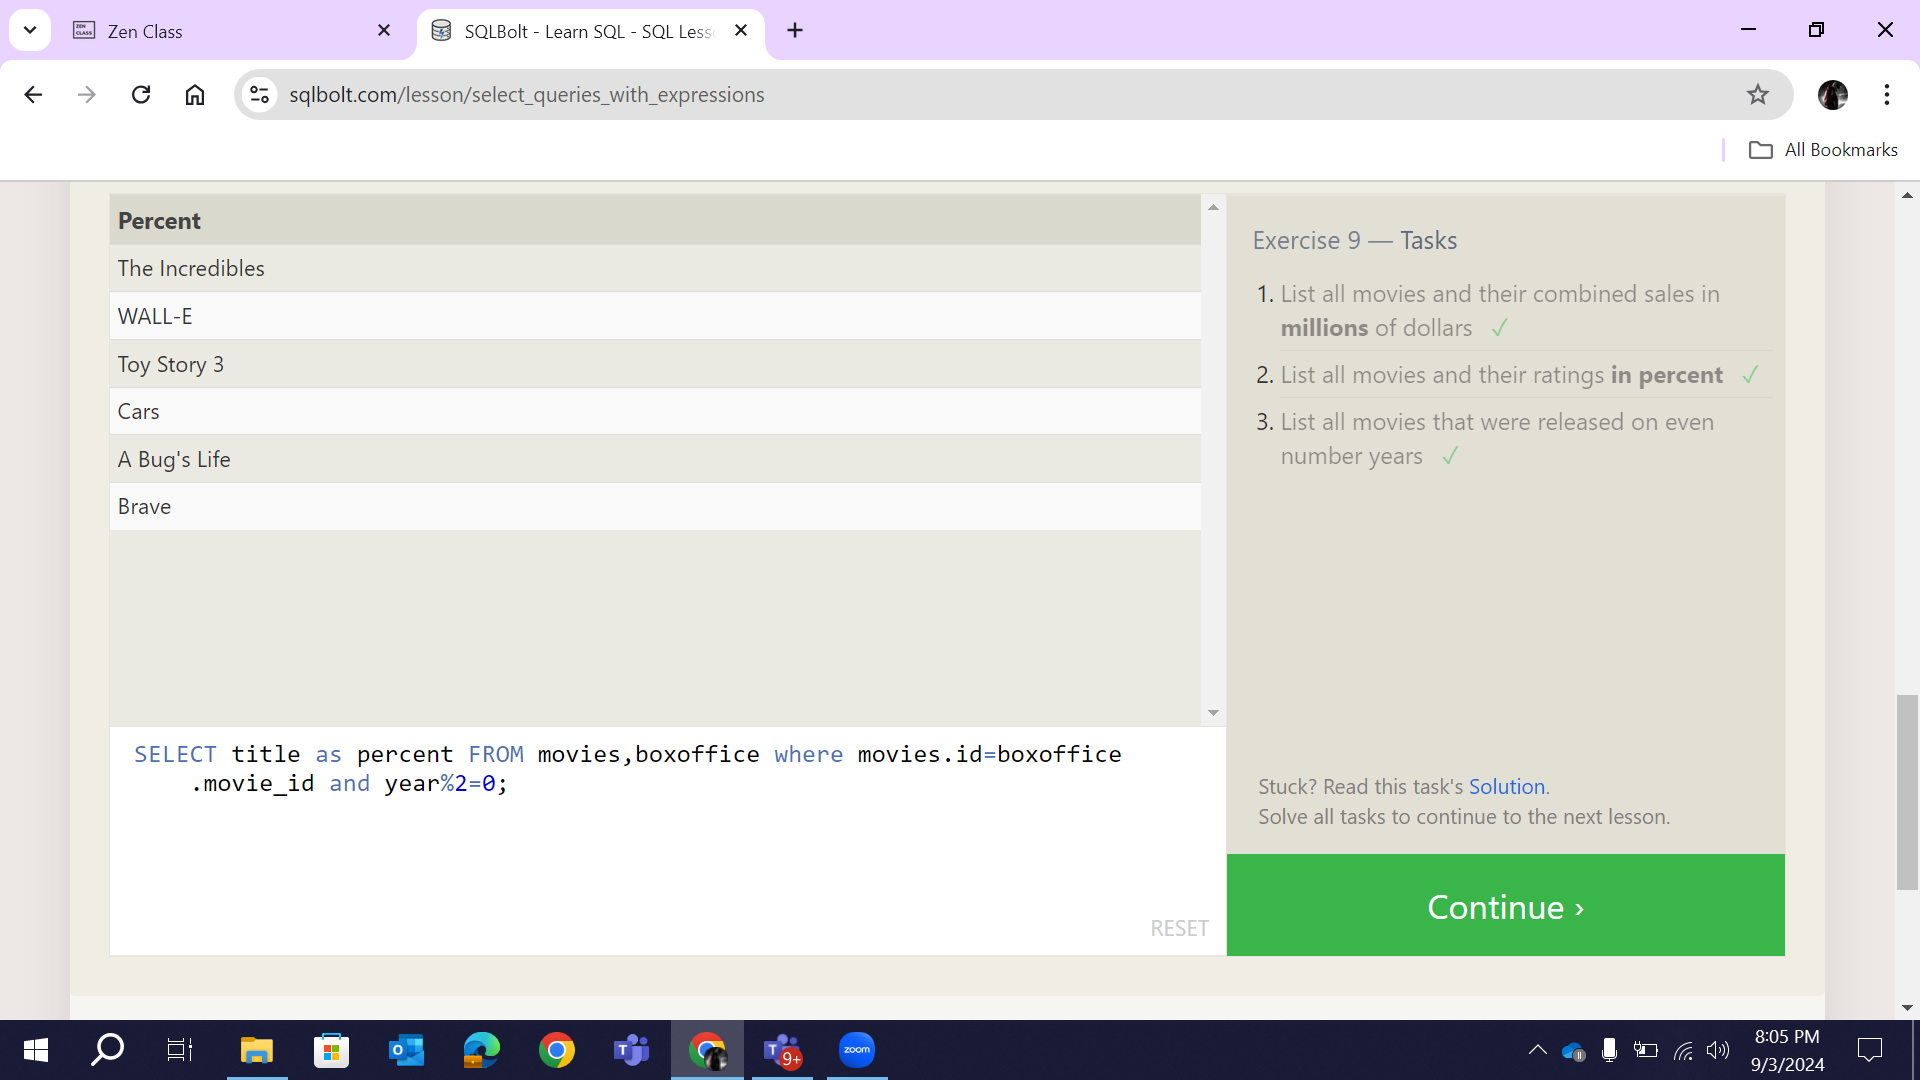 Zen Class
SQLBolt - Learn SQL - SQL Less
sqlbolt.com/lesson/select_queries_with_expressions
All Bookmarks
Percent
The Incredibles
WALL-E
Toy Story 3
Cars
A Bug's Life
Brave
SELECT title as percent FROM movies,boxoffice where movies.id=boxoffice
.movie_id and year%2=0;
RESET
Exercise 9 — Tasks
1. List all movies and their combined sales in
millions of dollars ✓
2. List all movies and their ratings in percent ✓
3. List all movies that were released on even
number years ✓
Stuck? Read this task's Solution.
Solve all tasks to continue to the next lesson.
Continue ›
9+
zoom
8:05 PM
9/3/2024